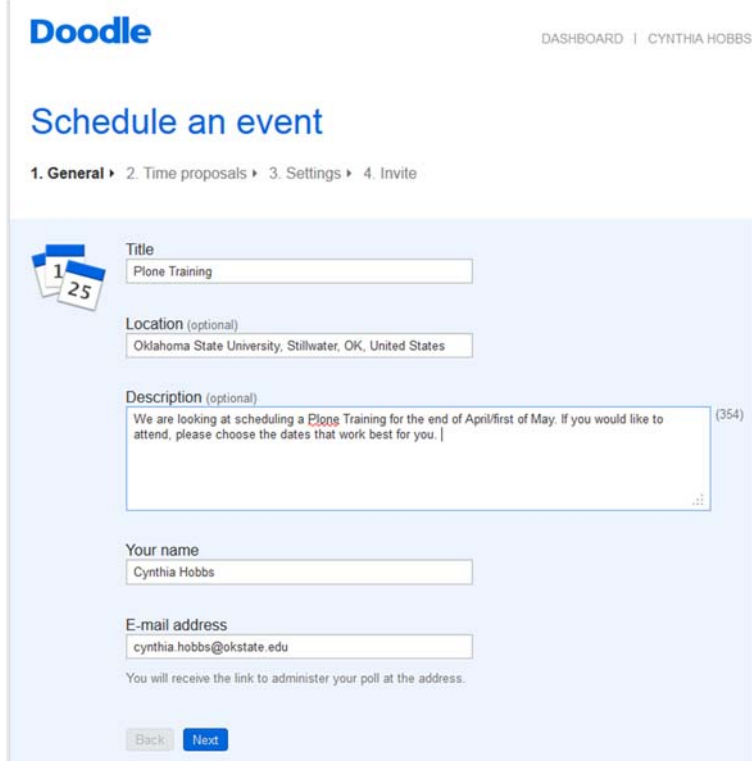 Doodle
DASHBOARD | CYNTHIA HOBBS
Schedule an event
1. General ▸ 2. Time proposals ▸ 3. Settings ▸ 4. Invite
1
25
Title
Plone Training
Location (optional)
Oklahoma State University, Stillwater, OK, United States
Description (optional)
We are looking at scheduling a Plone Training for the end of April/first of May. If you would like to
attend, please choose the dates that work best for you.
(354)
Your name
Cynthia Hobbs
E-mail address
cynthia.hobbs@okstate.edu
You will receive the link to administer your poll at the address.
Back Next